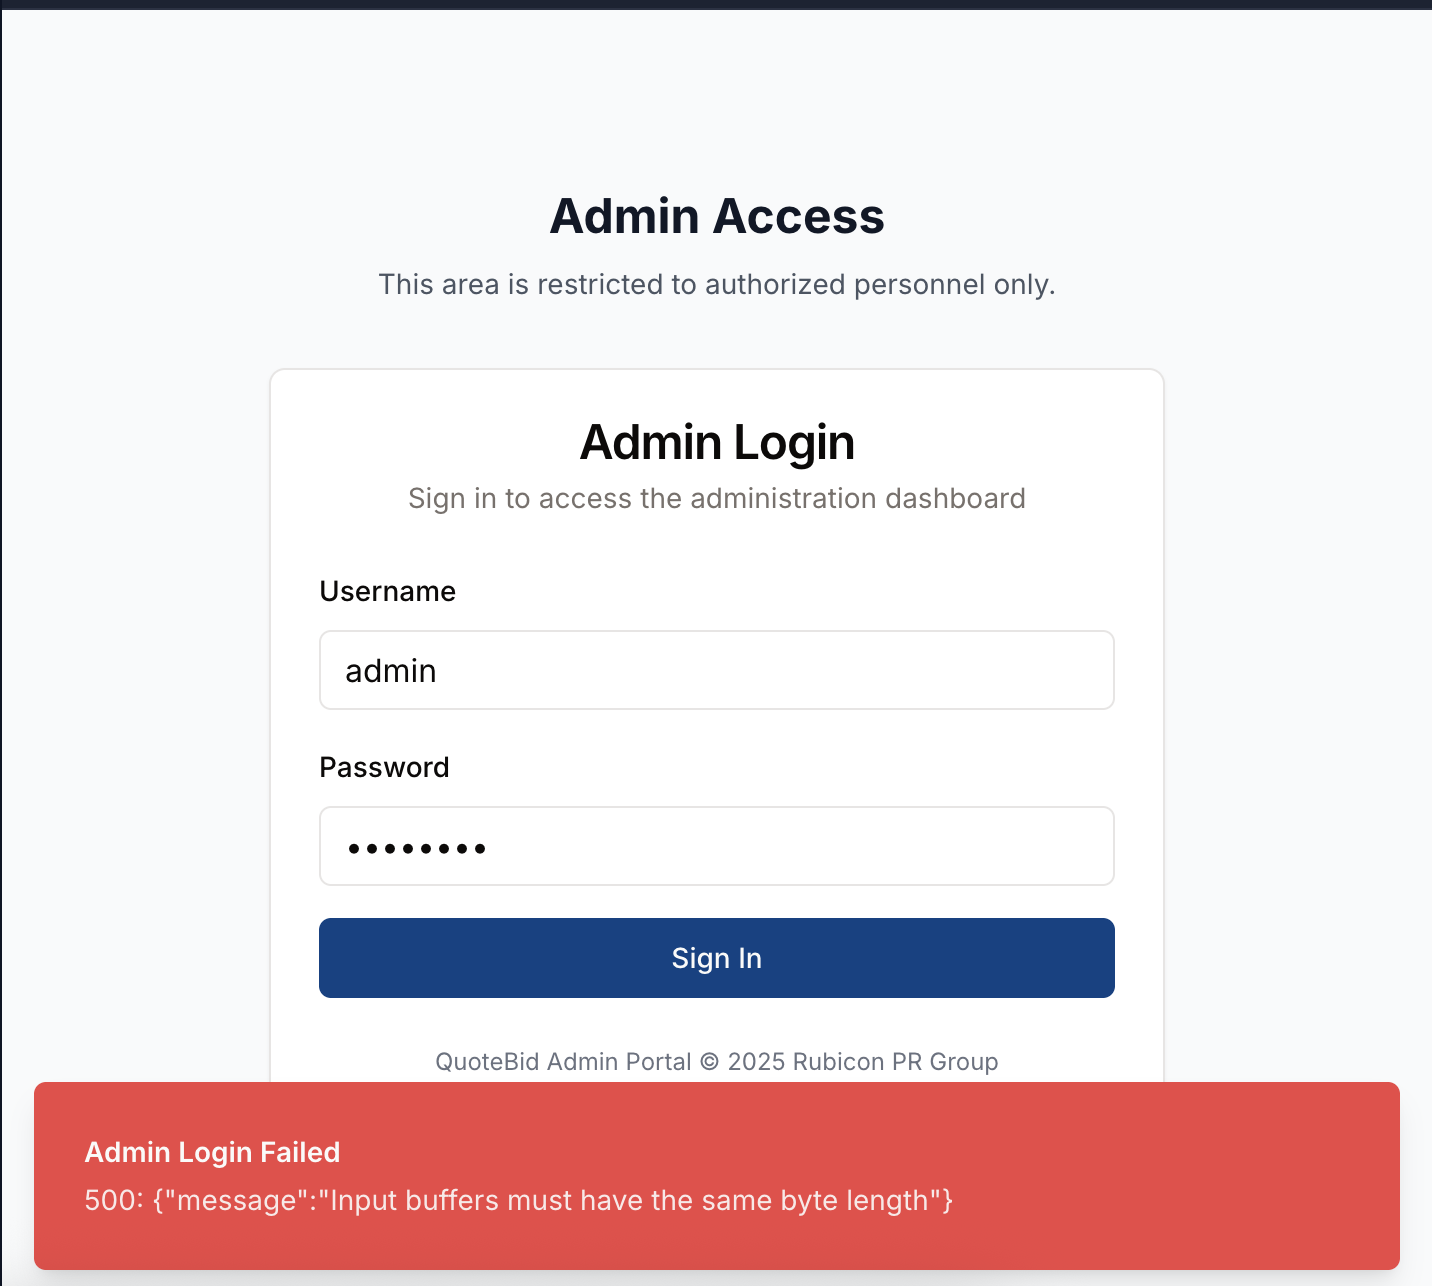 Admin Access
This area is restricted to authorized personnel only.
Admin Login
Sign in to access the administration dashboard
Username
admin
Password
••••••••
Sign In
QuoteBid Admin Portal © 2025 Rubicon PR Group
Admin Login Failed
500: {"message":"Input buffers must have the same byte length"}